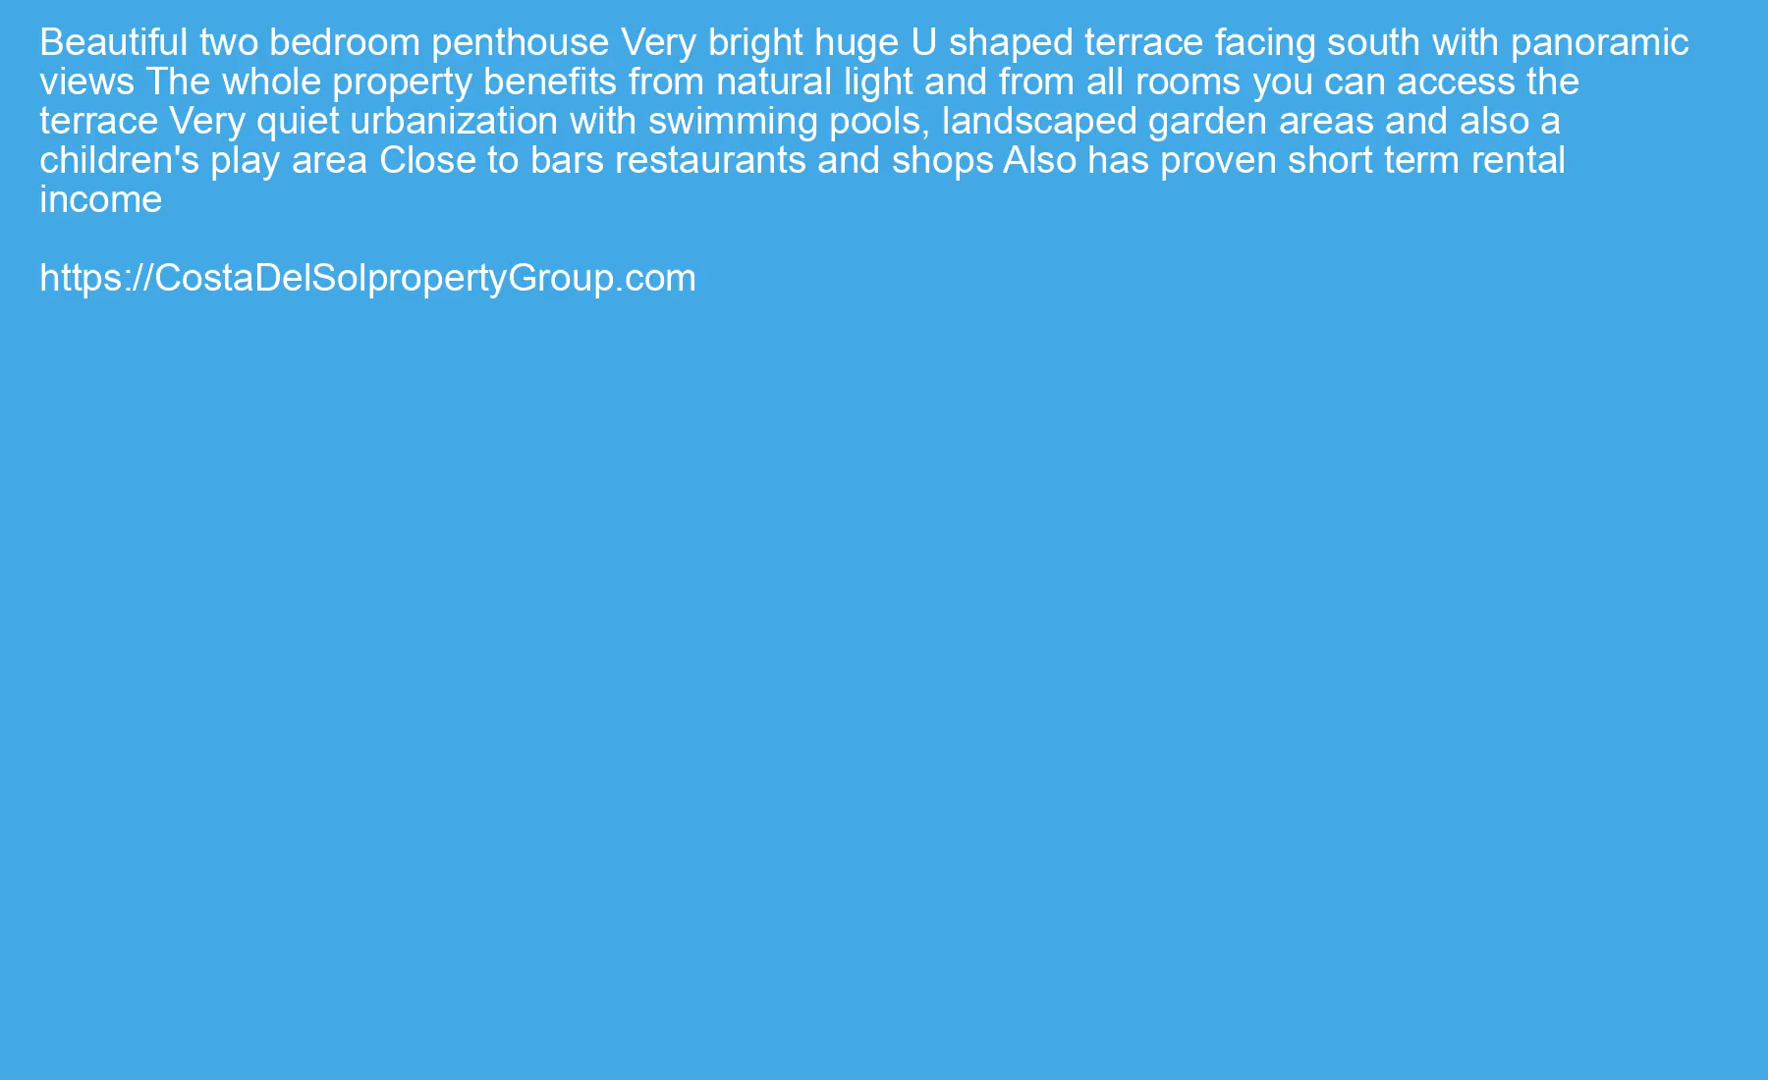 Beautiful two bedroom penthouse Very bright huge U shaped terrace facing south with panoramic
views The whole property benefits from natural light and from all rooms you can access the
terrace Very quiet urbanization with swimming pools, landscaped garden areas and also a
children's play area Close to bars restaurants and shops Also has proven short term rental
income
https://CostaDelSolpropertyGroup.com